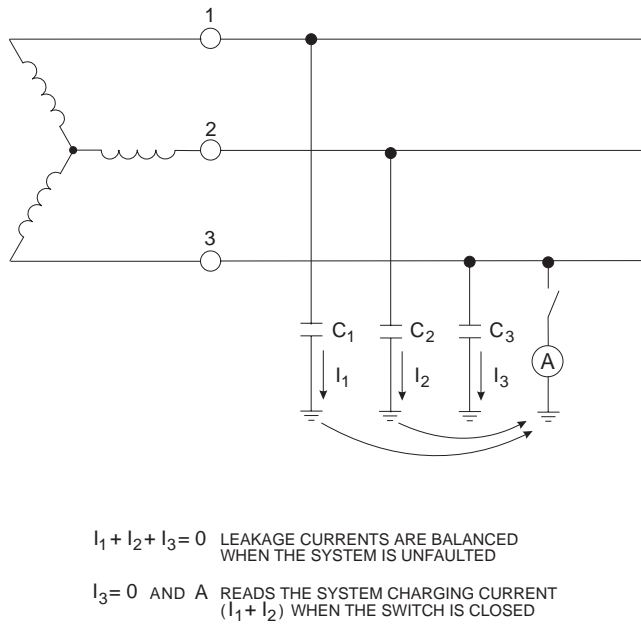 1
2
3
C1
C2
C3
I1
I2
I3
A
I1 + I2 + I3 = 0 LEAKAGE CURRENTS ARE BALANCED
WHEN THE SYSTEM IS UNFAULTED
I3 = 0 AND A READS THE SYSTEM CHARGING CURRENT
(I1 + I2) WHEN THE SWITCH IS CLOSED